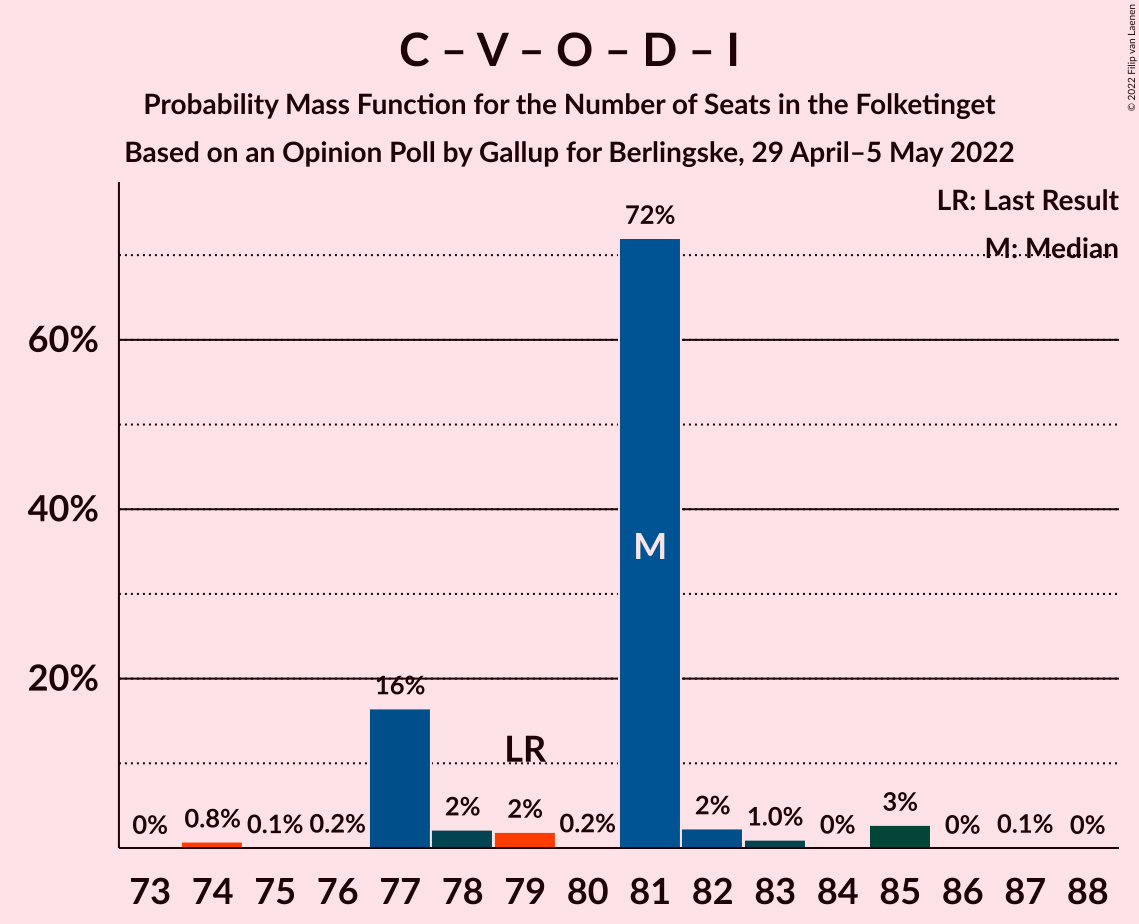 C – V – O – D – I
Probability Mass Function for the Number of Seats in the Folketinget
Based on an Opinion Poll by Gallup for Berlingske, 29 April–5 May 2022
© 2022 Filip van Laenen
LR: Last Result
M: Median
60%
40%
20%
0%
0.8%
0.1%
0.2%
16%
2%
2%
0.2%
72%
2%
1.0%
0%
3%
0%
0.1%
0%
LR
M
73 74 75 76 77 78 79 80 81 82 83 84 85 86 87 88